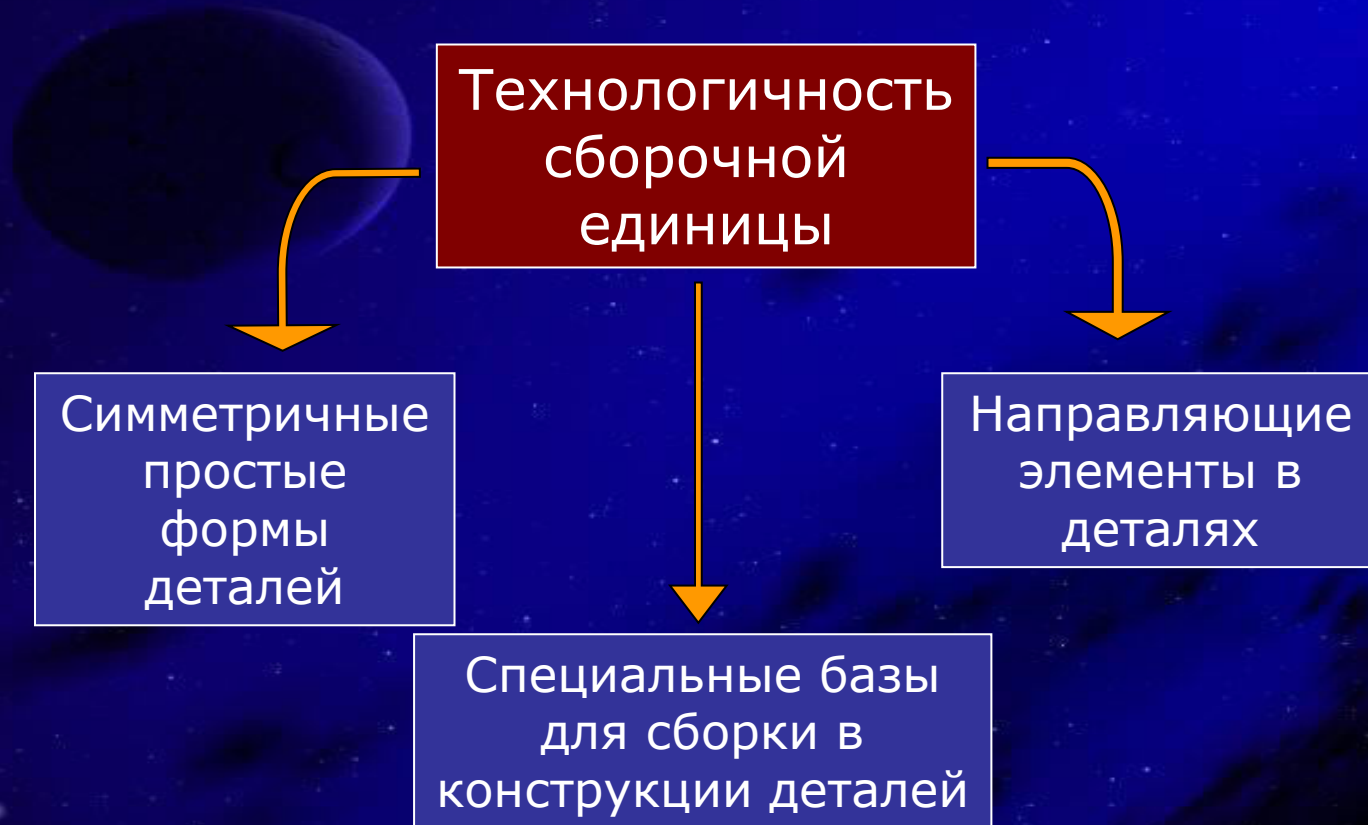 Технологичность
сборочной
единицы
Симметричные
простые
формы
деталей
Направляющие
элементы в
деталях
Специальные базы
для сборки в
конструкции деталей